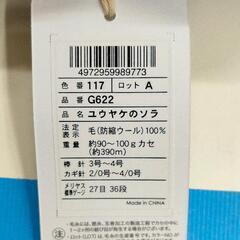 4972959989773
色番 117 ロット A
品番 G622
品名 ユウヤケのソラ
法定表示 毛(防縮ウール)100%
重量 約90～100gカセ
(約390m)
棒針 3号～4号
カギ針 2/0号～4/0号
メリヤス標準ゲージ 27目 36段